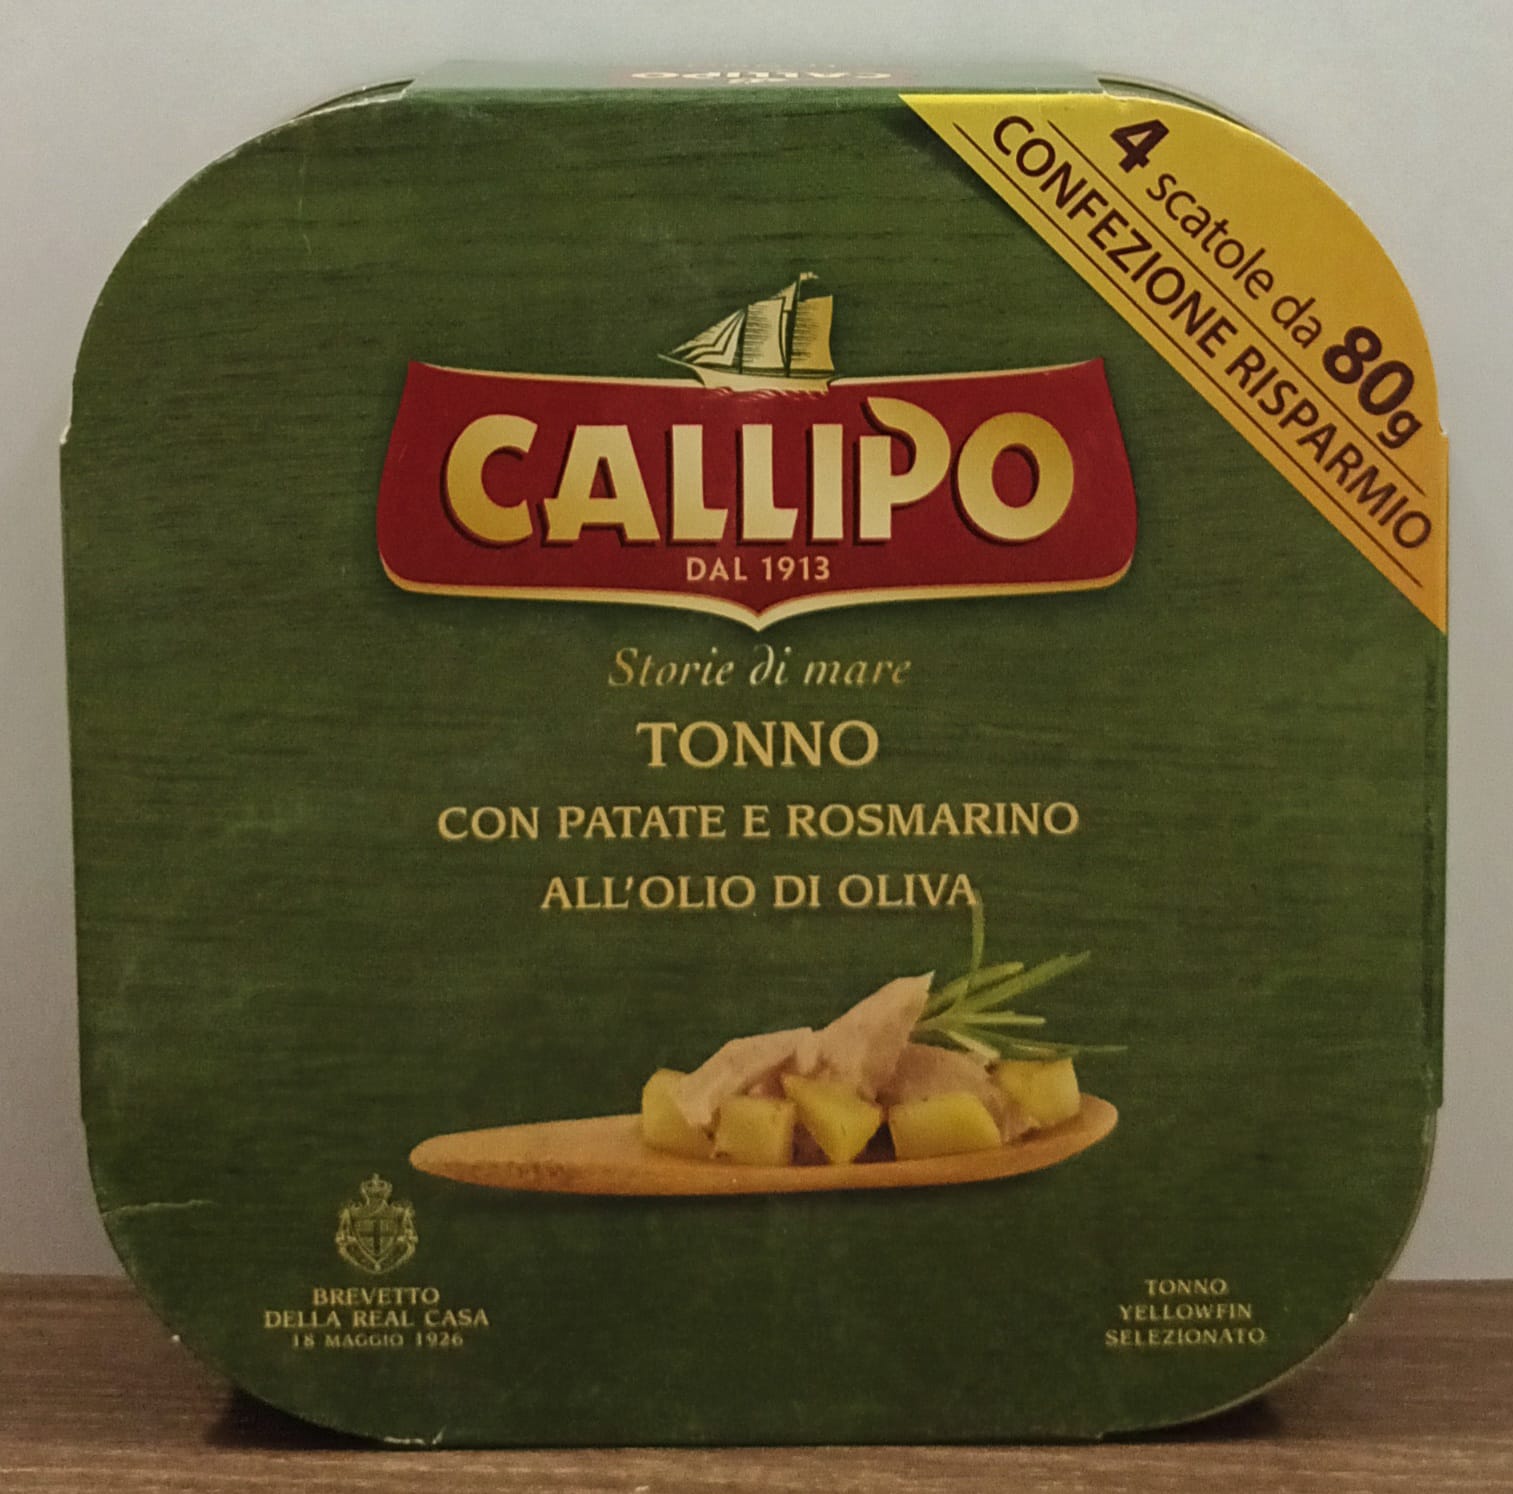 CALLIPO
4 scatole da 80g
CONFEZIONE RISPARMIO
CALLIPO
DAL 1913
Storie di mare
TONNO
CON PATATE E ROSMARINO
ALL'OLIO DI OLIVA
BREVETTO
DELLA REAL CASA
18 MAGGIO 1926
TONNO
YELLOWFIN
SELEZIONATO